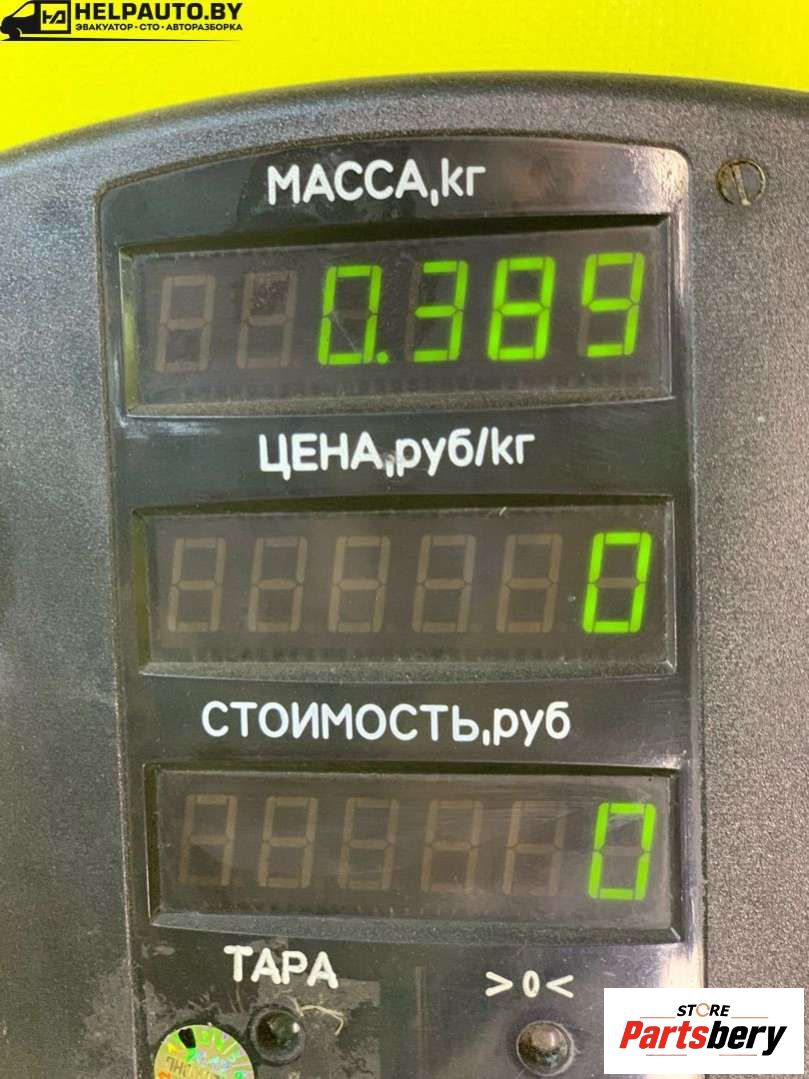 HELPAUTO.BY
ЭВАКУАТОР • СТО • АВТОРАЗБОРКА
МАССА,кг
0.389
ЦЕНА,руб/кг
0
СТОИМОСТЬ,руб
0
ТАРА >0<
STORE
Partsbery